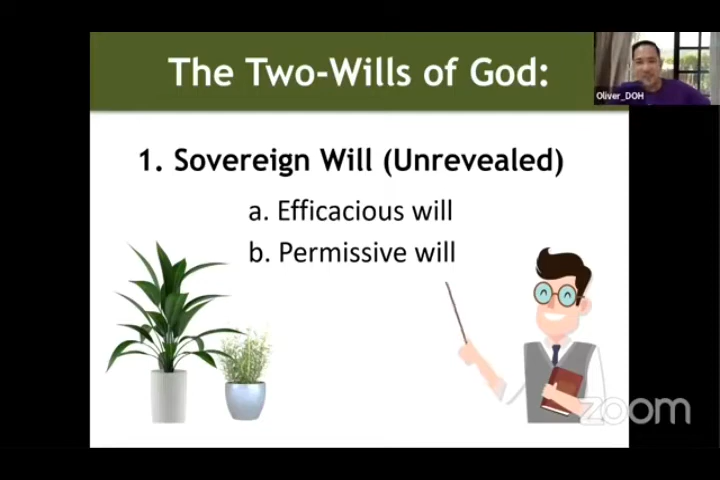 The Two-Wills of God:
Oliver_DOH
1. Sovereign Will (Unrevealed)
a. Efficacious will
b. Permissive will
zoom